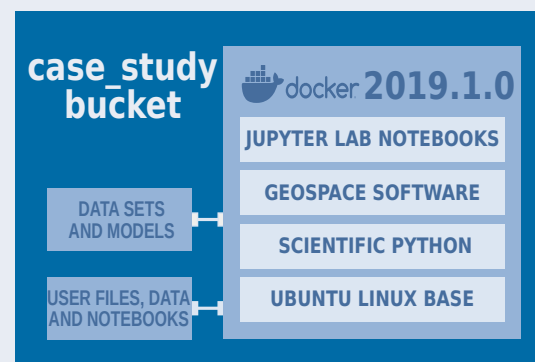 case_study
bucket
docker 2019.1.0
JUPYTER LAB NOTEBOOKS
GEOSPACE SOFTWARE
SCIENTIFIC PYTHON
UBUNTU LINUX BASE
DATA SETS
AND MODELS
USER FILES, DATA
AND NOTEBOOKS